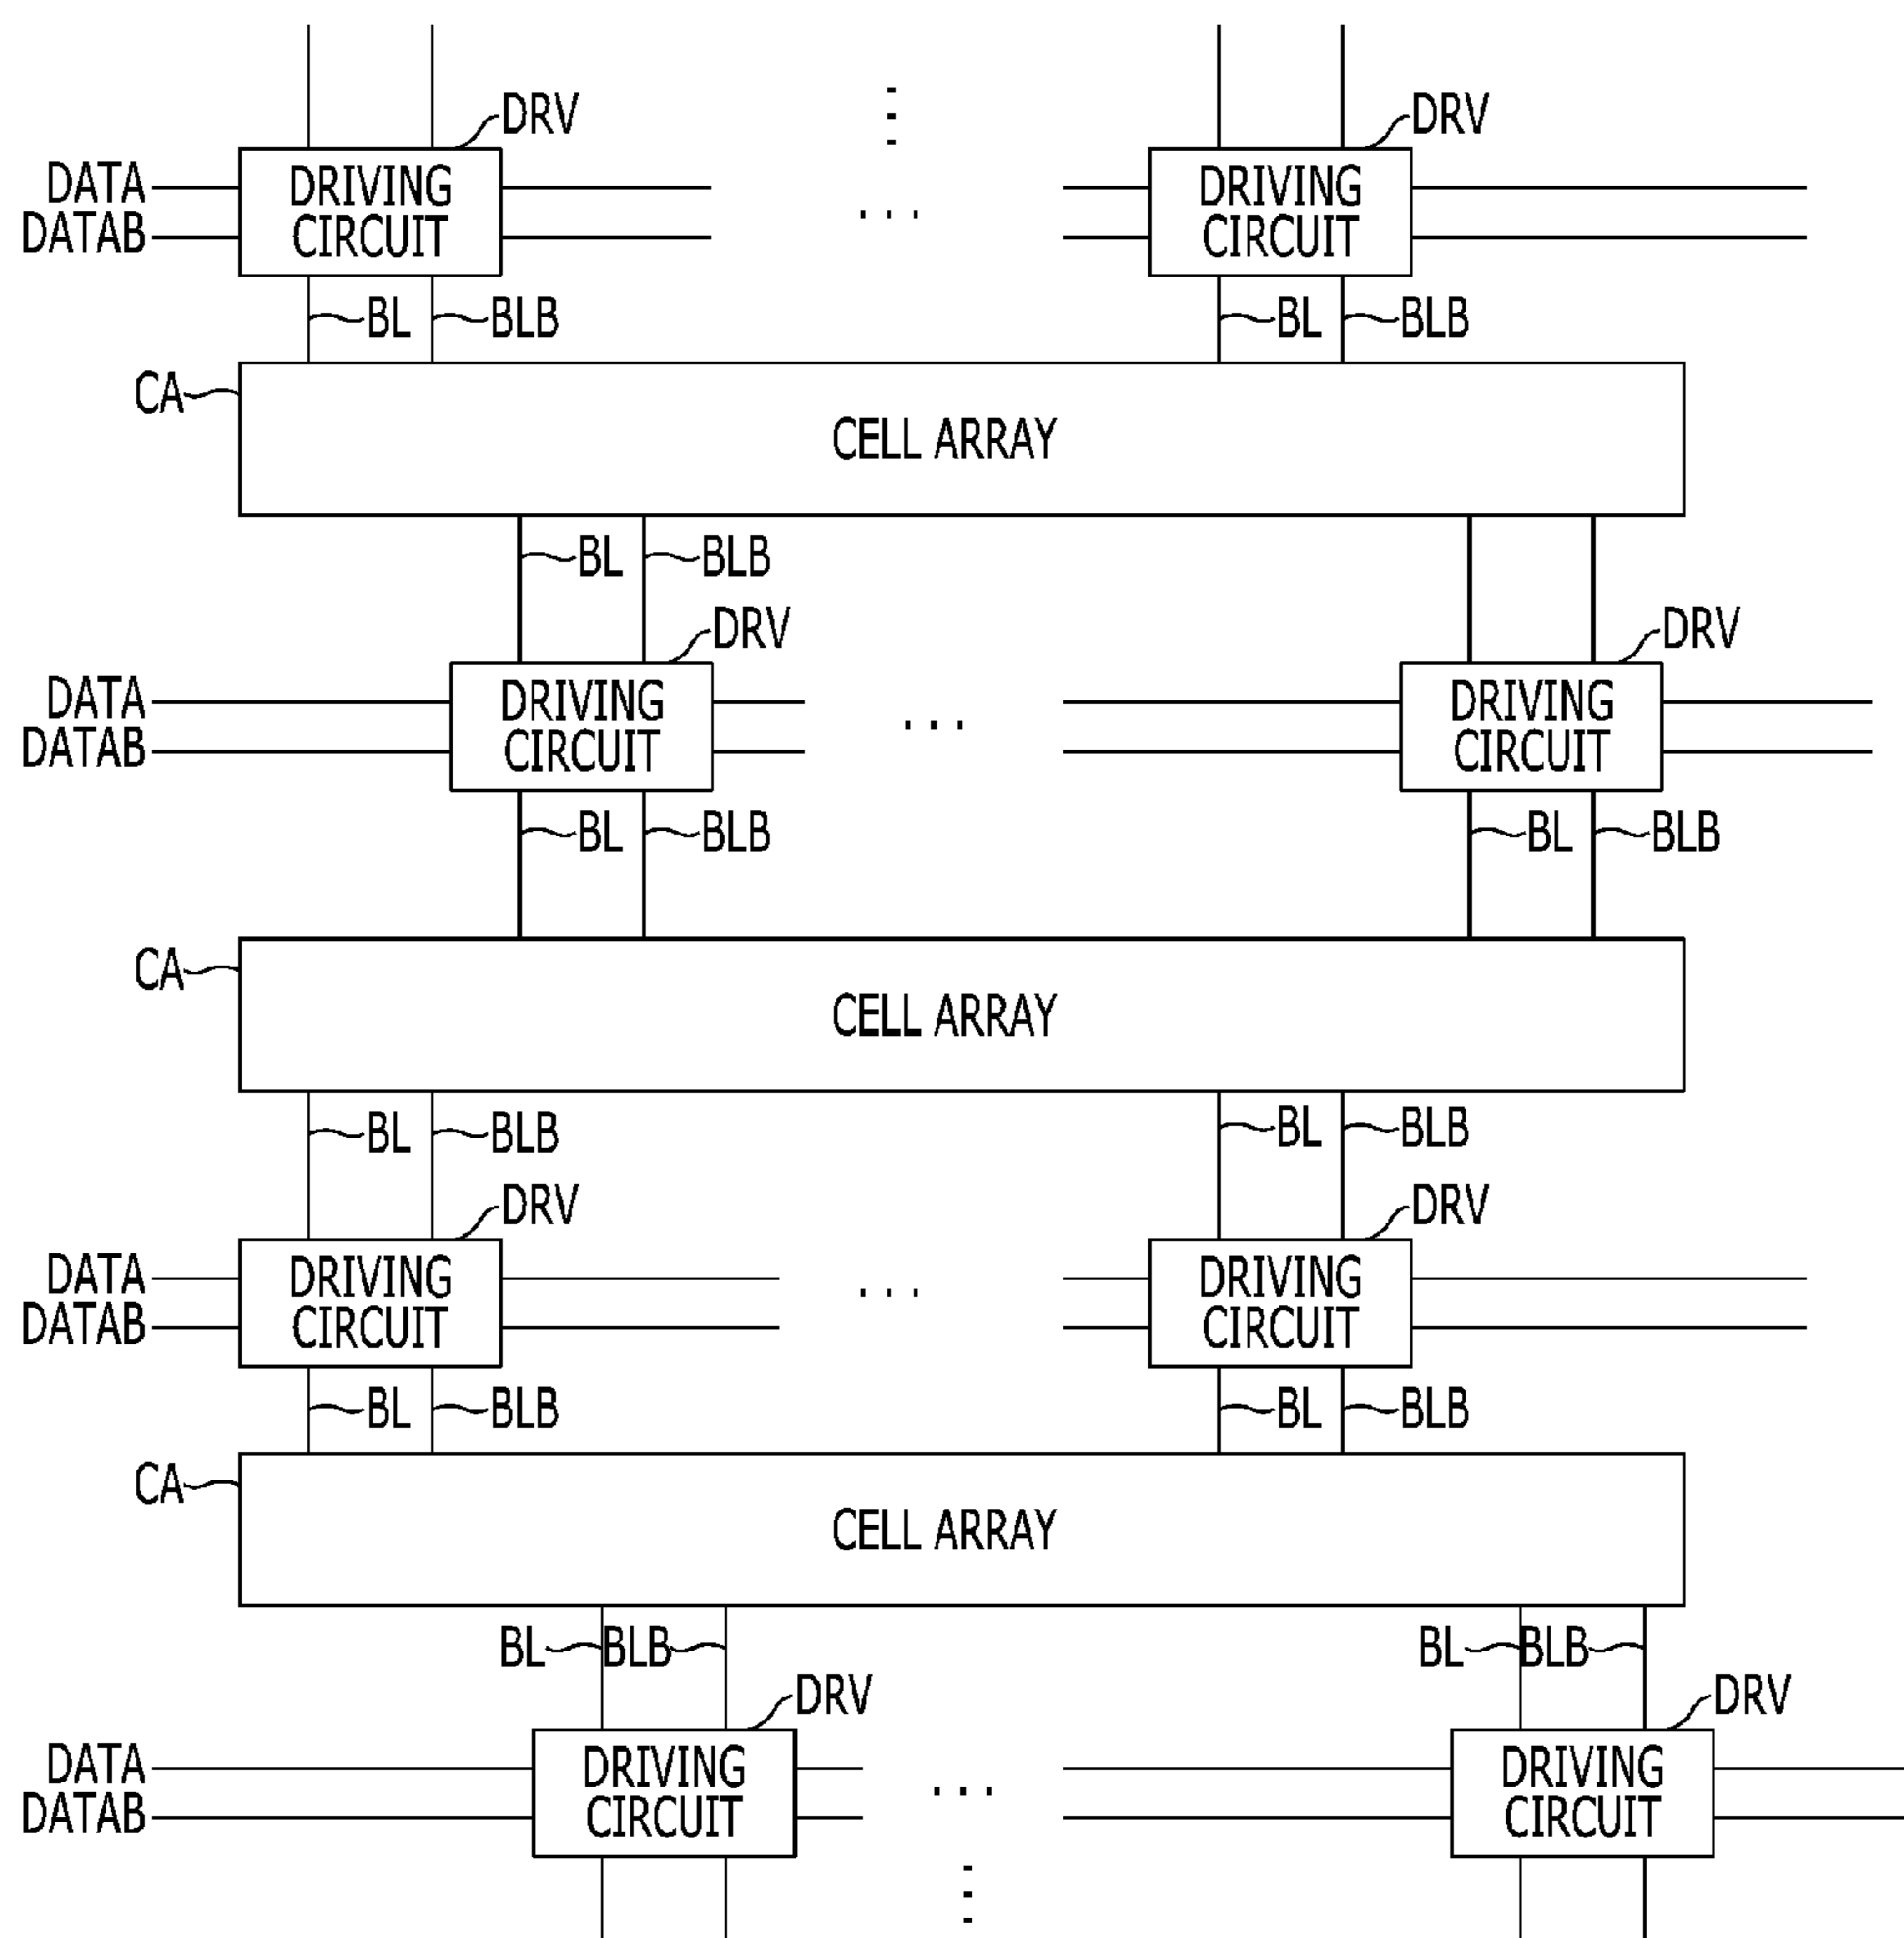 DRV DRV
DATA DRIVING DRIVING
DATAB CIRCUIT ... CIRCUIT
BL BLB BL BLB
CA
CELL ARRAY
BL BLB
DRV DRV
DATA DRIVING DRIVING
DATAB CIRCUIT ... CIRCUIT
BL BLB BL BLB
CA
CELL ARRAY
BL BLB BL BLB
DRV DRV
DATA DRIVING DRIVING
DATAB CIRCUIT ... CIRCUIT
BL BLB BL BLB
CA
CELL ARRAY
BL BLB BL BLB
DRV DRV
DATA DRIVING DRIVING
DATAB CIRCUIT ... CIRCUIT